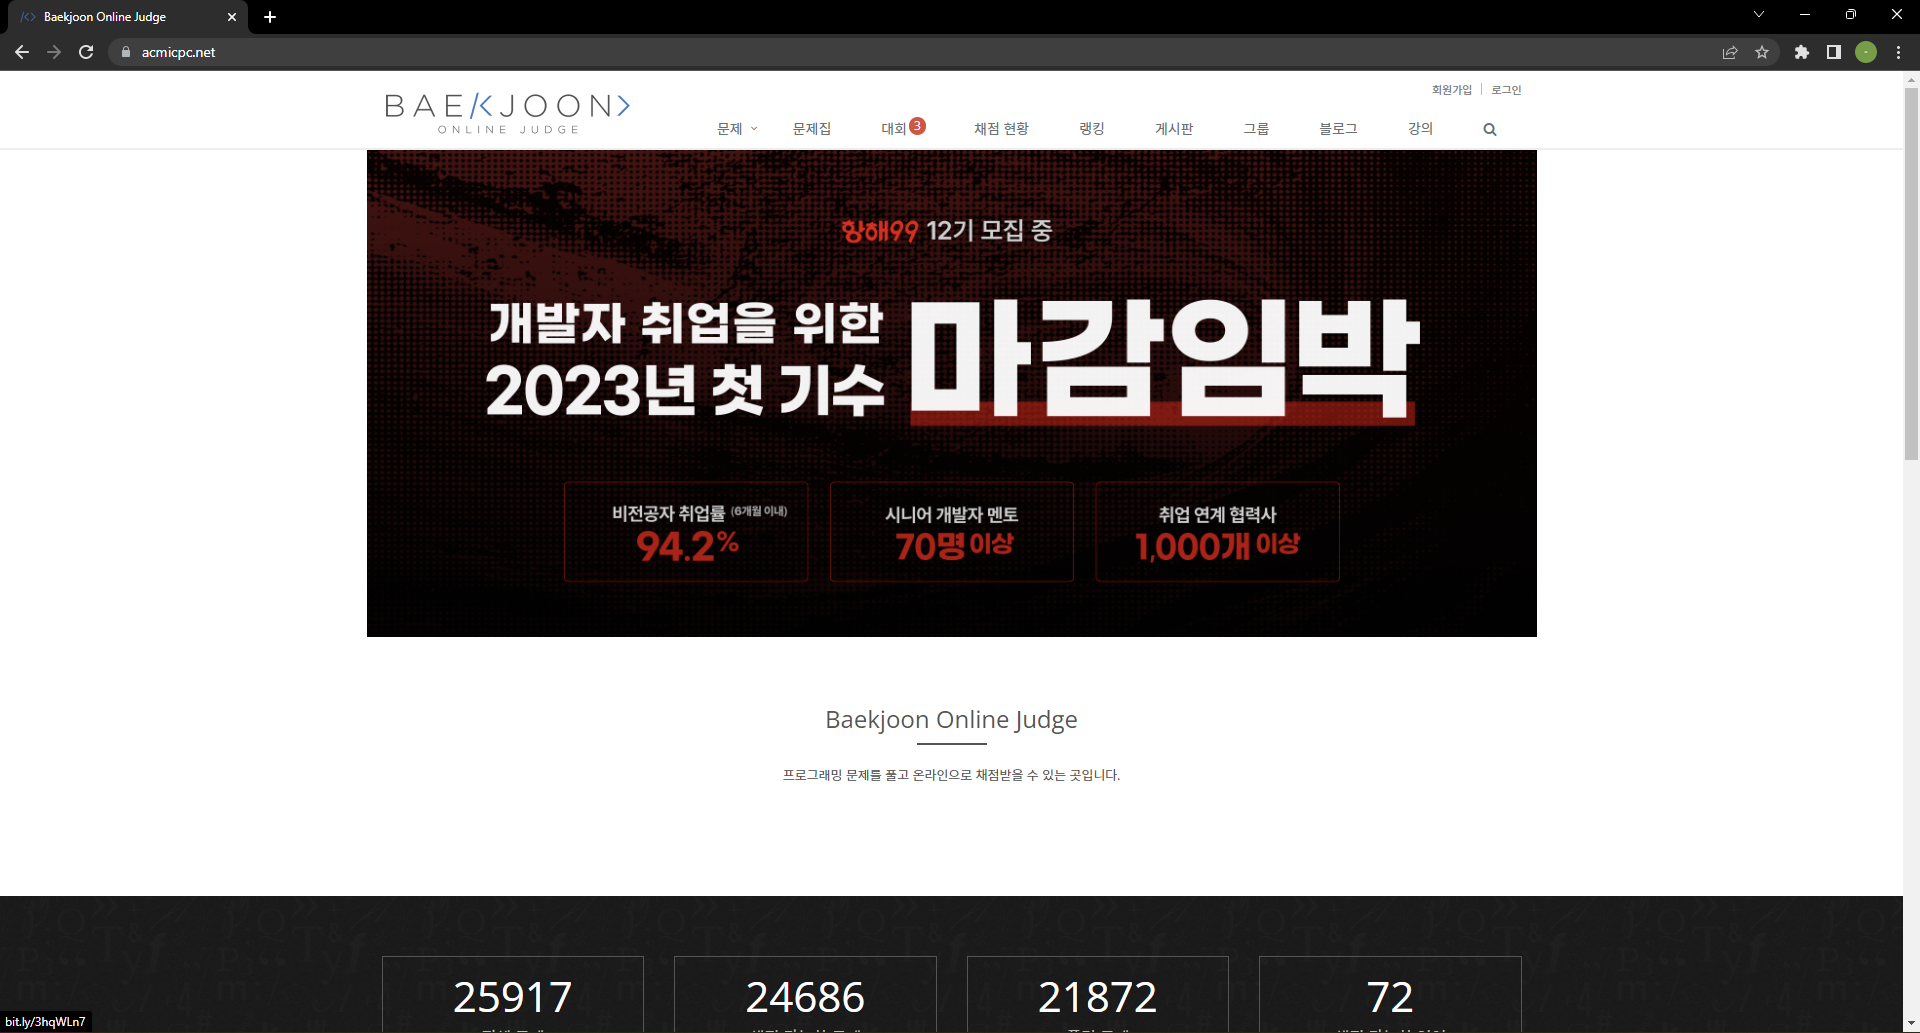 Baekjoon Online Judge
acmicpc.net
회원가입 로그인
BAEKJOON
ONLINE JUDGE
문제 문제집 대회 3 채점 현황 랭킹 게시판 그룹 블로그 강의
항해99 12기 모집 중
개발자 취업을 위한
2023년 첫 기수
마감임박
비전공자 취업률 (6개월 이내)
94.2%
시니어 개발자 멘토
70명 이상
취업 연계 협력사
1,000개 이상
Baekjoon Online Judge
프로그래밍 문제를 풀고 온라인으로 채점받을 수 있는 곳입니다.
25917 24686 21872 72
bit.ly/3hqWLn7